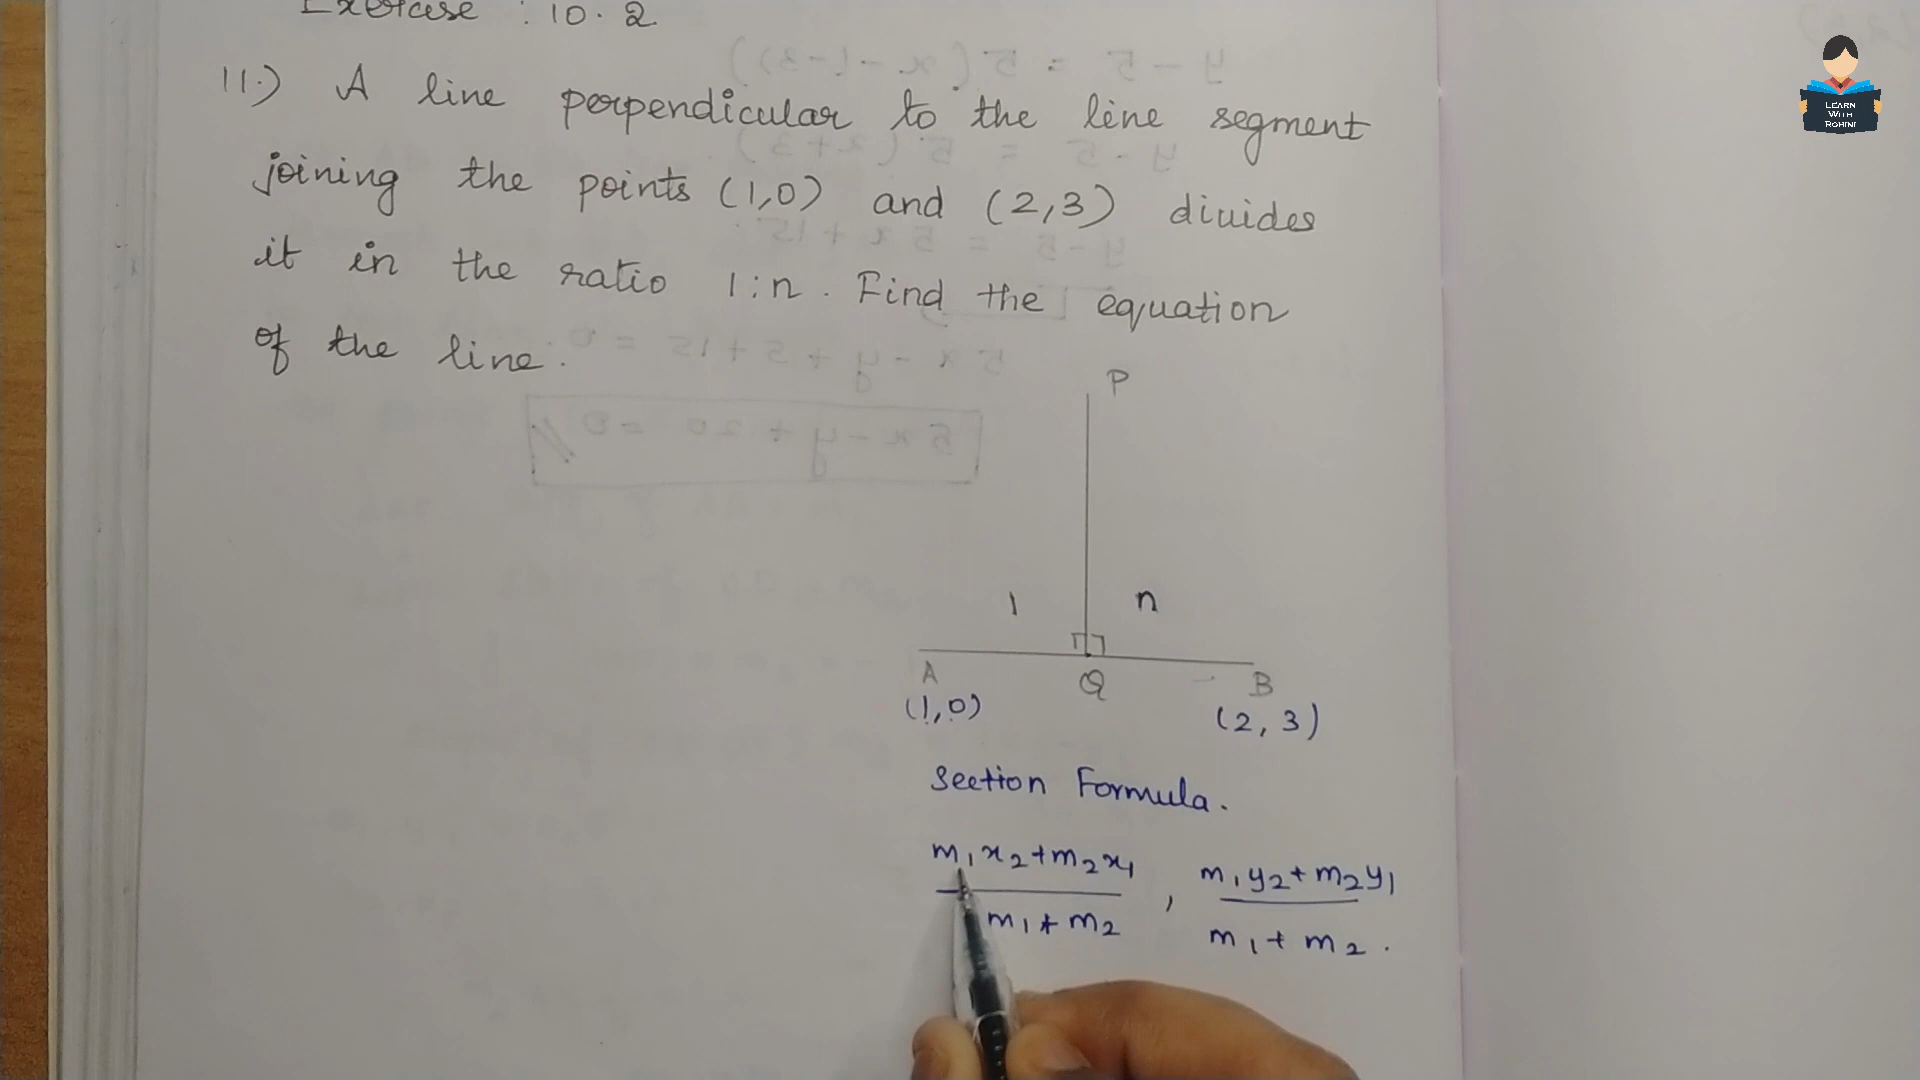 Exercise : 10.2
11.) A line perpendicular to the line segment
joining the points (1,0) and (2,3) divides
it in the ratio 1:n. Find the equation
of the line.
P
1 n
A Q B
(1,0) (2, 3)
Section Formula.
m₁x₂+m₂x₁ / m₁+m₂ , m₁y₂+m₂y₁ / m₁+m₂ .
LEARN
WITH
ROHINI